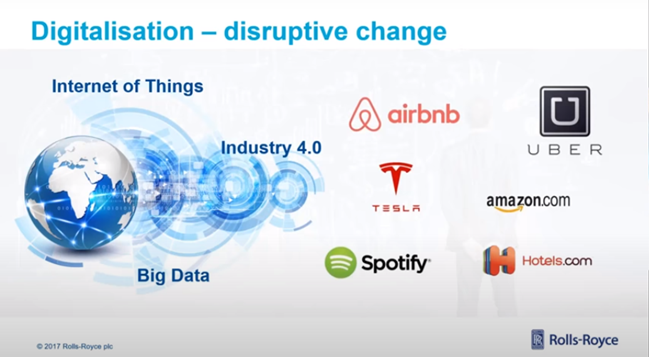 Digitalisation – disruptive change
Internet of Things
Industry 4.0
Big Data
airbnb
UBER
TESLA
amazon.com
Spotify®
Hotels.com
© 2017 Rolls-Royce plc
Rolls-Royce